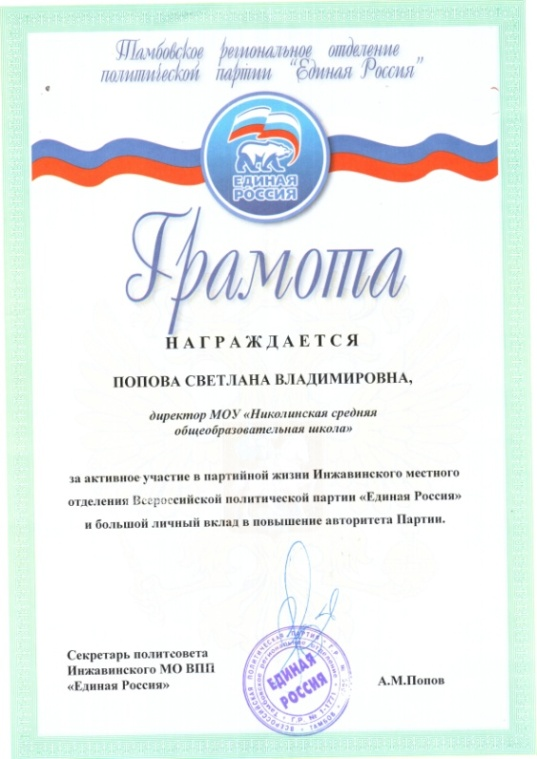 Тамбовское региональное отделение
политической партии "Единая Россия"
ЕДИНАЯ
РОССИЯ
Грамота
НАГРАЖДАЕТСЯ
ПОПОВА СВЕТЛАНА ВЛАДИМИРОВНА,
директор МОУ «Николинская средняя
общеобразовательная школа»
за активное участие в партийной жизни Инжавинского местного
отделения Всероссийской политической партии «Единая Россия»
и большой личный вклад в повышение авторитета Партии.
Секретарь политсовета
Инжавинского МО ВПП
«Единая Россия»
ЕДИНАЯ
РОССИЯ
А.М.Попов